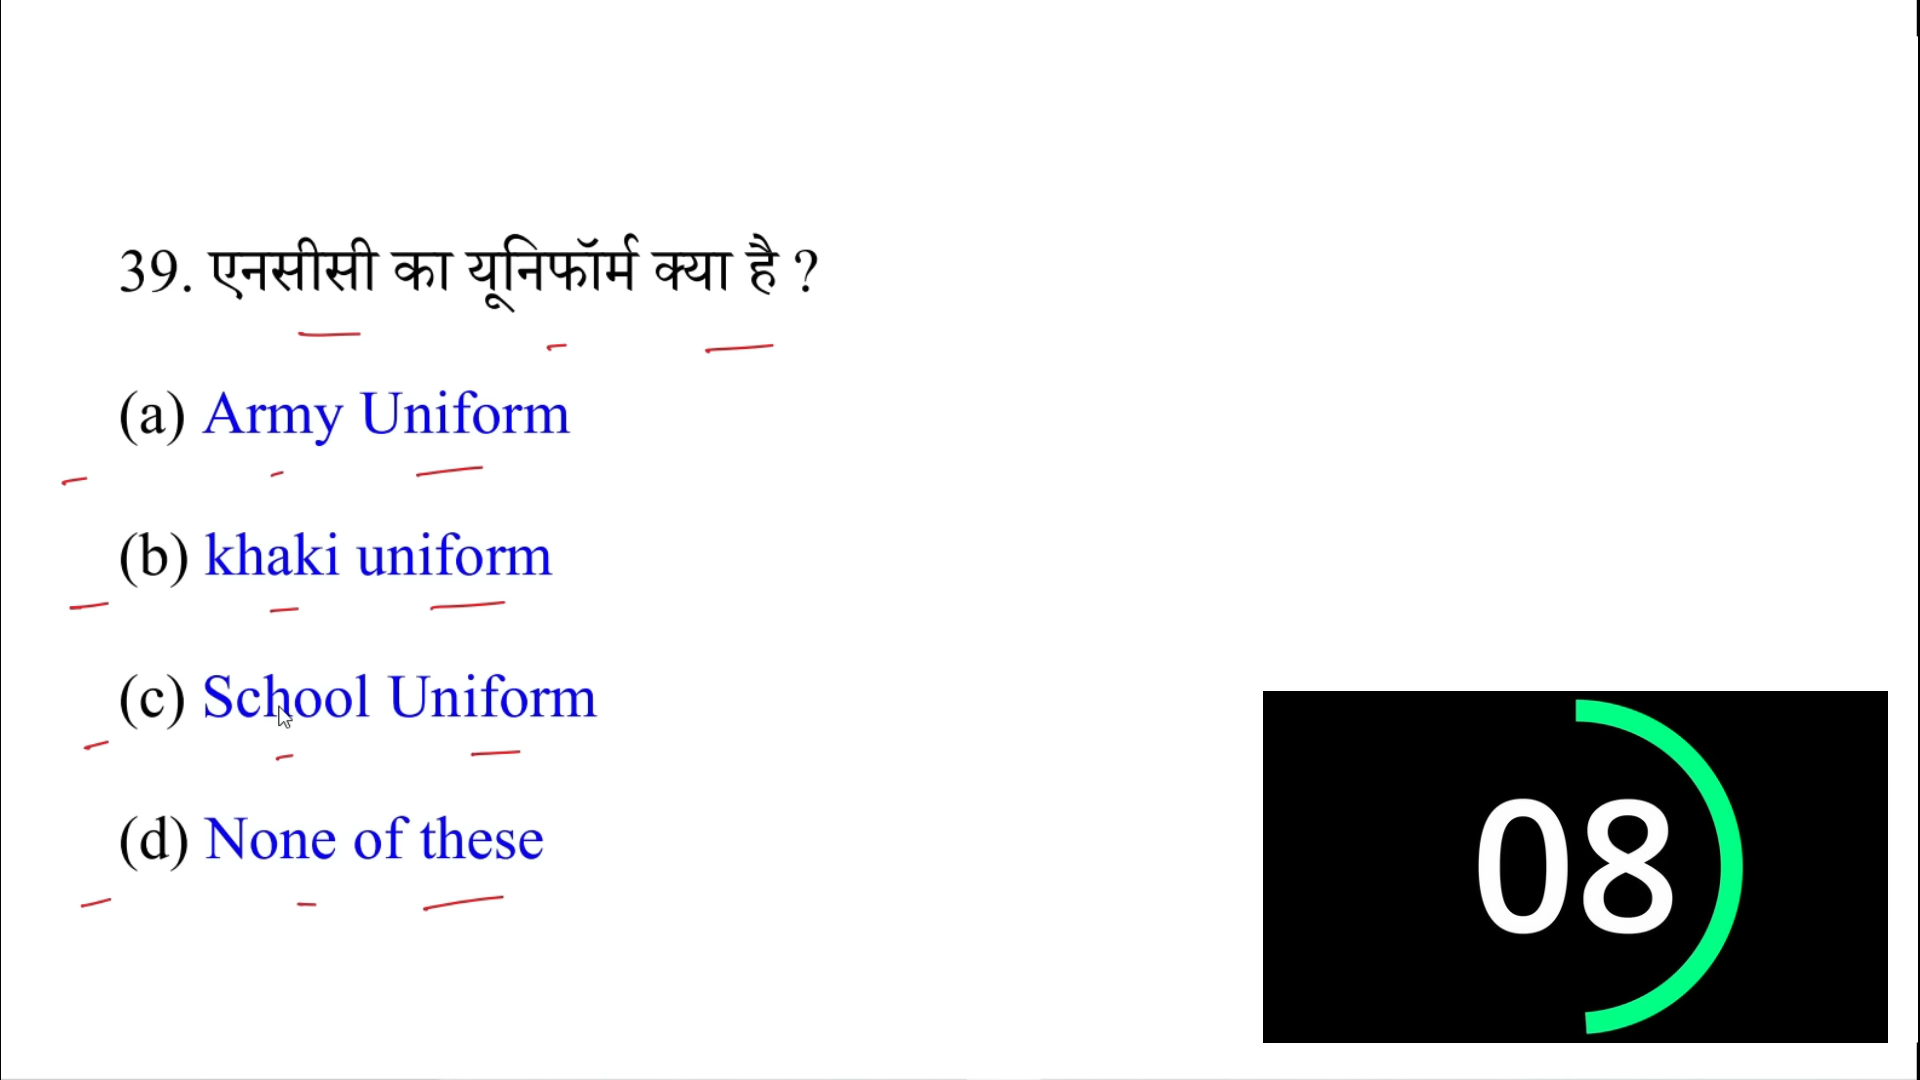 39. एनसीसी का यूनिफॉर्म क्या है ?
(a) Army Uniform
(b) khaki uniform
(c) School Uniform
(d) None of these
08